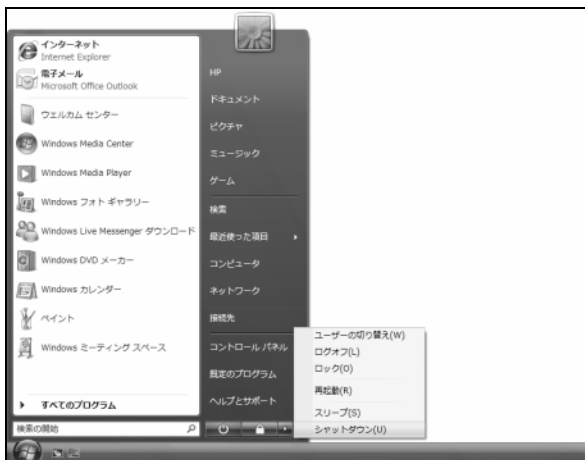 インターネット
Internet Explorer
電子メール
Microsoft Office Outlook
ウエルカム センター
Windows Media Center
Windows Media Player
Windows フォト ギャラリー
Windows Live Messenger ダウンロード
Windows DVD メーカー
Windows カレンダー
ペイント
Windows ミーティング スペース
すべてのプログラム
検索の開始
HP
ドキュメント
ピクチャ
ミュージック
ゲーム
検索
最近使った項目
コンピュータ
ネットワーク
接続先
コントロール パネル
既定のプログラム
ヘルプとサポート
ユーザーの切り替え(W)
ログオフ(L)
ロック(O)
再起動(R)
スリープ(S)
シャットダウン(U)